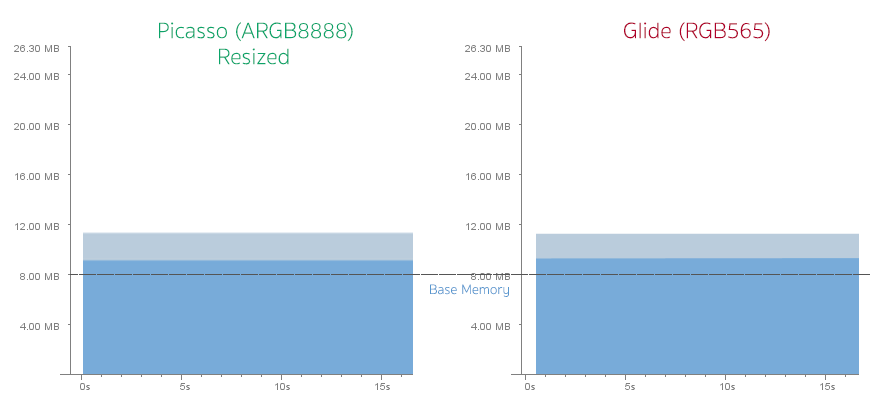 Picasso (ARGB8888)
Resized
26.30 MB
24.00 MB
20.00 MB
16.00 MB
12.00 MB
8.00 MB
4.00 MB
0s
5s
10s
15s
Base Memory
Glide (RGB565)
26.30 MB
24.00 MB
20.00 MB
16.00 MB
12.00 MB
8.00 MB
4.00 MB
0s
5s
10s
15s